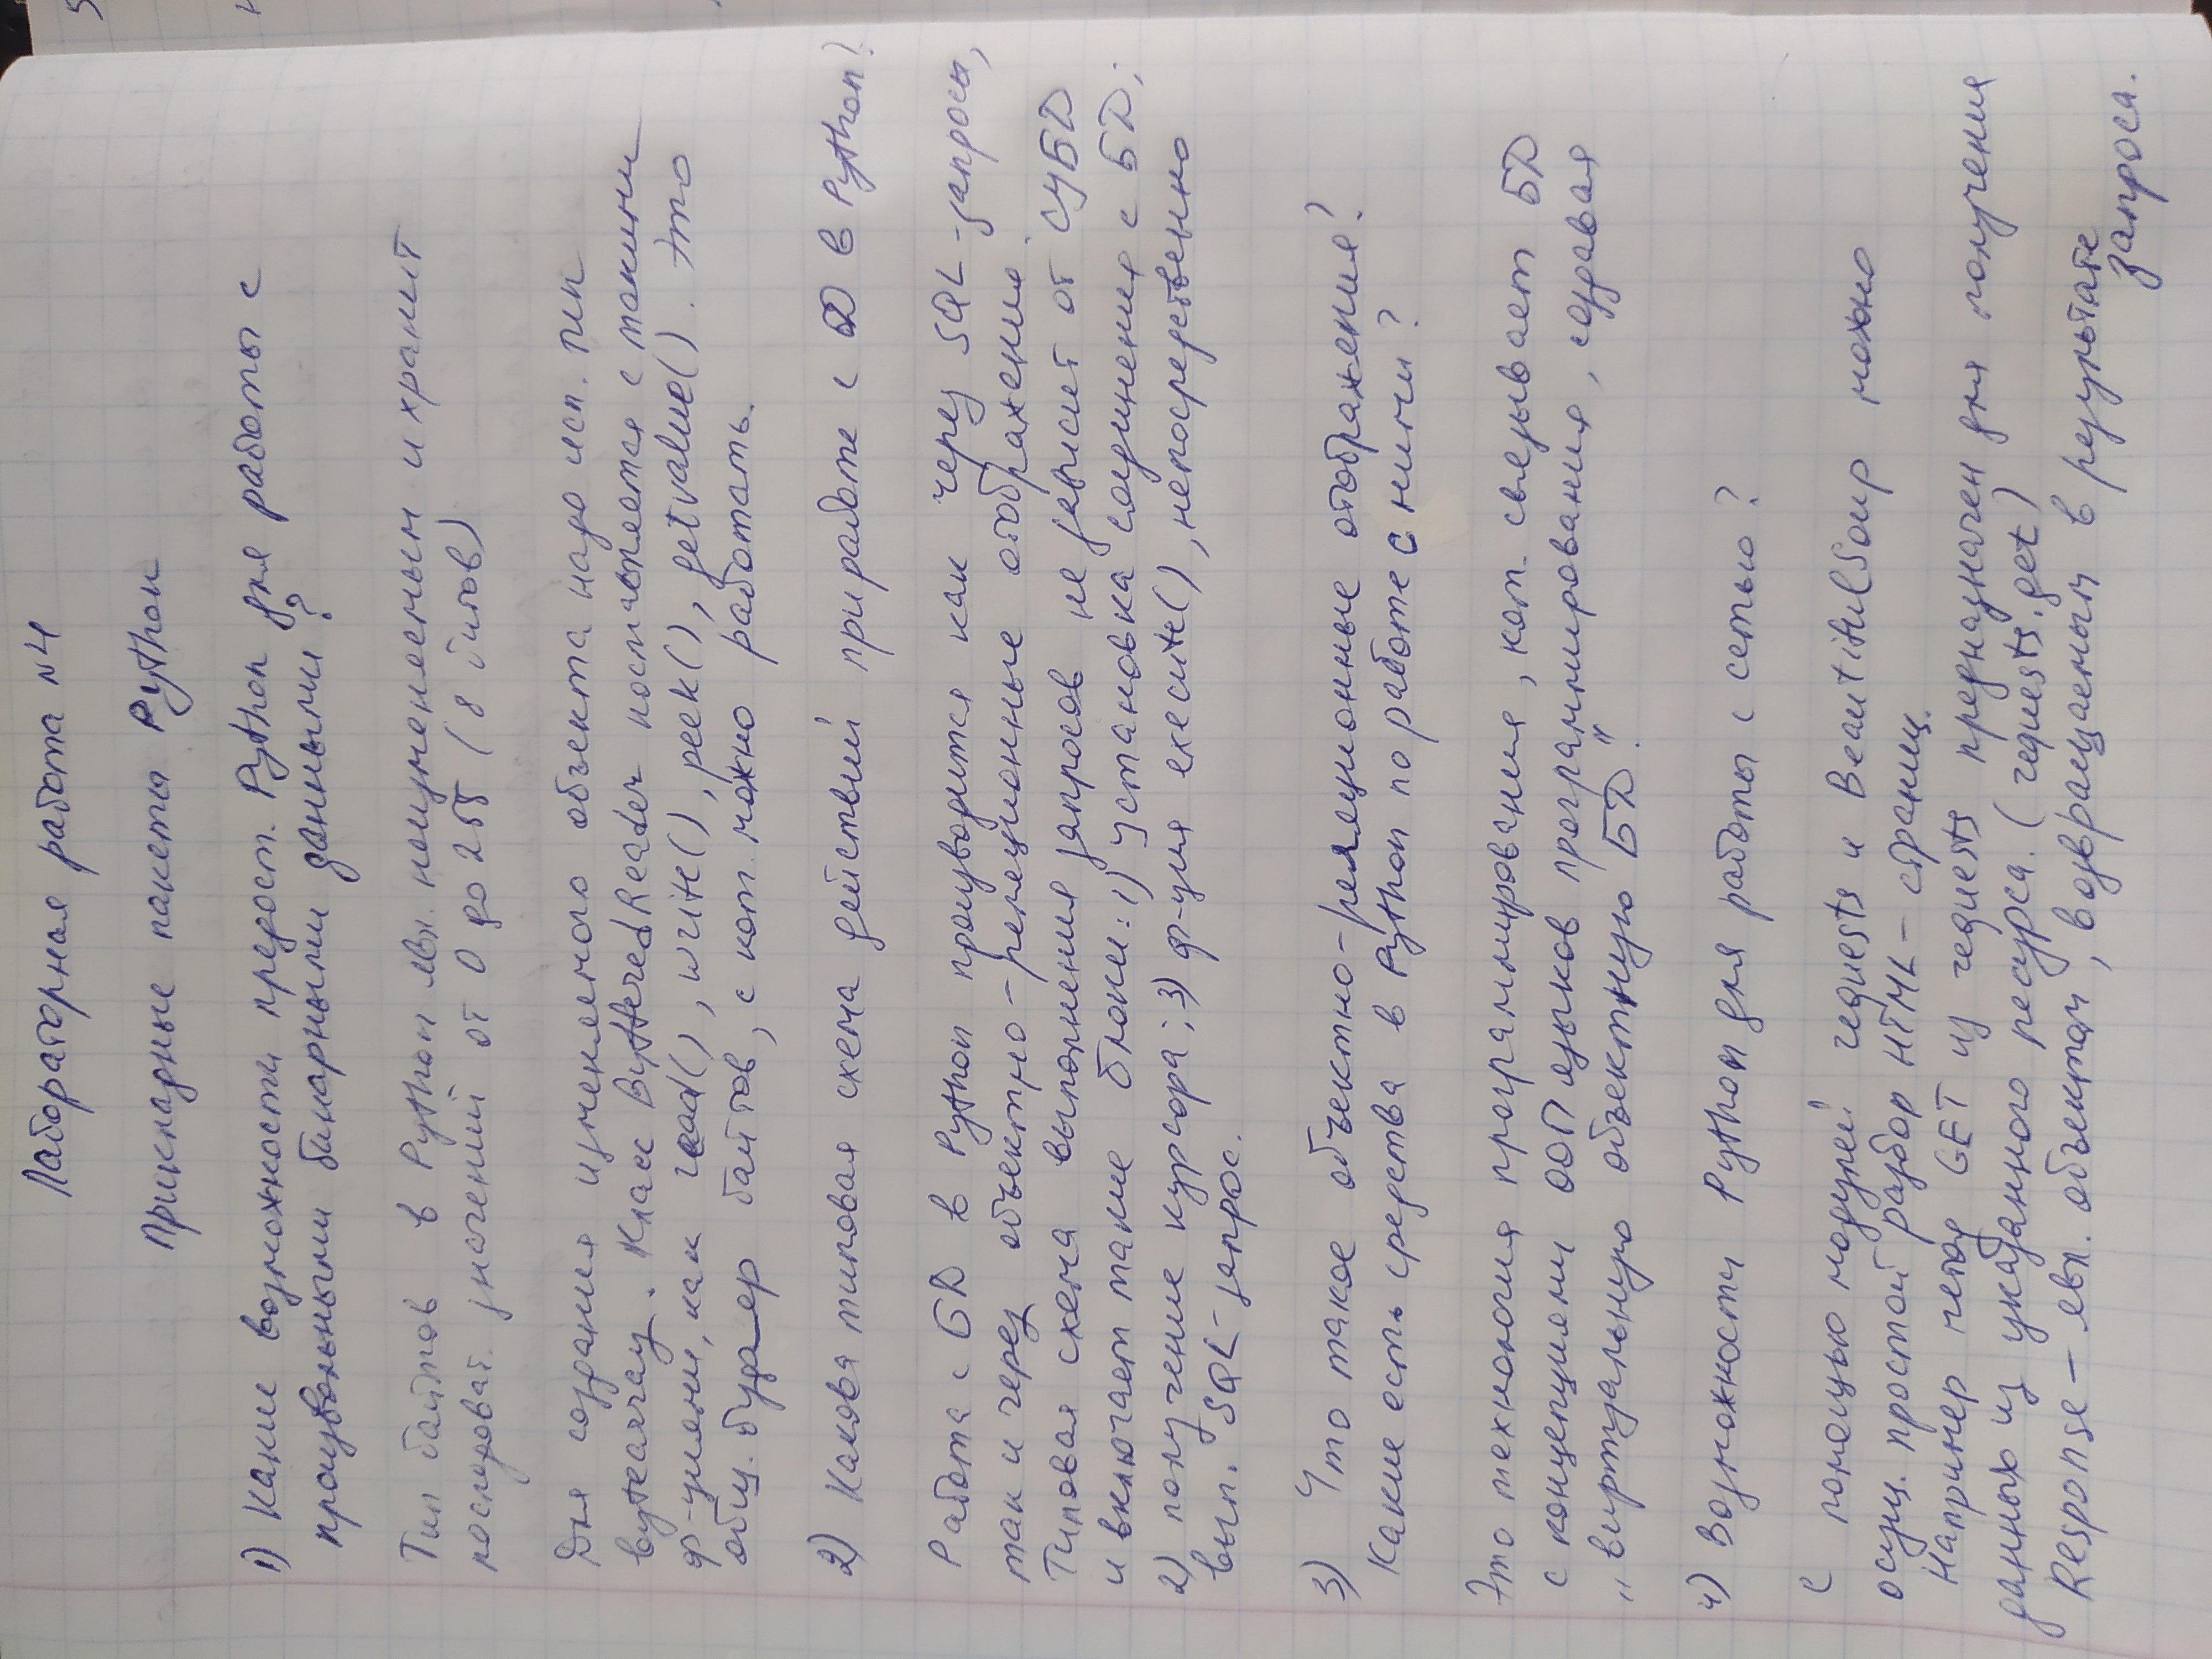 Лабораторная работа №4
Прикладные пакеты Python
1) Какие возможности предост. Python для работы с
произвольными бинарными данными?
Тип байтов в Python явл. неизменяемым и хранит
последоват. значений от 0 до 255 (8 битов)
Для создания изменяемого объекта надо исп. тип
bytearray. Класс ByfferedReader поставляется с такими
ф-циями, как read(), write(), peek(), getvalue(). Это
общ. буфер байтов, с кот. можно работать.
2) Какова типовая схема действий при работе с БД в Python?
Работа с БД в Python производится как через SQL-запросы,
так и через объектно-реляционные отображения.
Типовая схема выполнения запросов не зависит от СУБД
и включает такие блоки: 1) установка соединения с БД;
2) получение курсора; 3) ф-ция execute(), непосредственно
вып. SQL-запрос.
3) Что такое объектно-реляционные отображения?
Какие есть средства в Python по работе с ними?
Это технология программирования, кот. связывает БД
с концепциями ООП языков программирования, создавая
„виртуальную объектную БД".
4) Возможности Python для работы с сетью?
С помощью модулей requests и BeautifulSoup можно
осущ. простой разбор HTML-страниц.
Например метод GET из requests предназначен для получения
данных из указанного ресурса. (requests.get)
Response – явл. объектом, возвращаемым в результате
запроса.